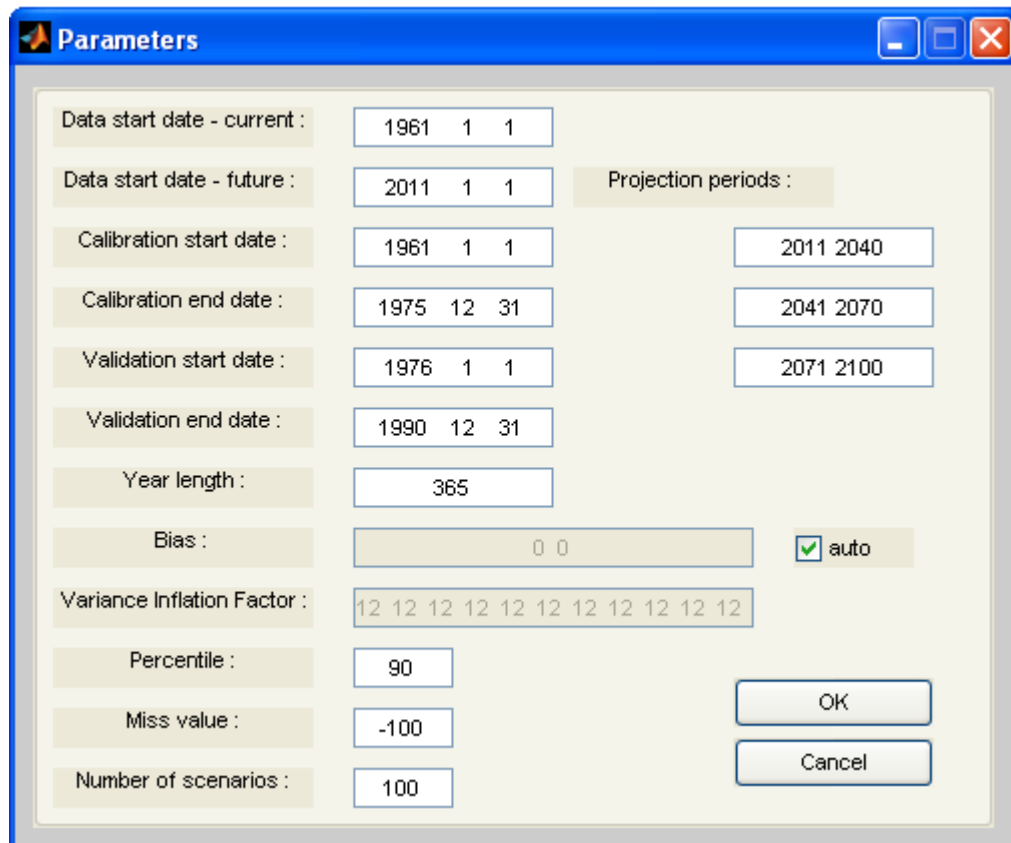 Parameters
Data start date - current : 1961 1 1
Data start date - future : 2011 1 1 Projection periods :
Calibration start date : 1961 1 1 2011 2040
Calibration end date : 1975 12 31 2041 2070
Validation start date : 1976 1 1 2071 2100
Validation end date : 1990 12 31
Year length : 365
Bias : 0 0 auto
Variance Inflation Factor : 12 12 12 12 12 12 12 12 12 12 12
Percentile : 90
OK
Miss value : -100
Cancel
Number of scenarios : 100